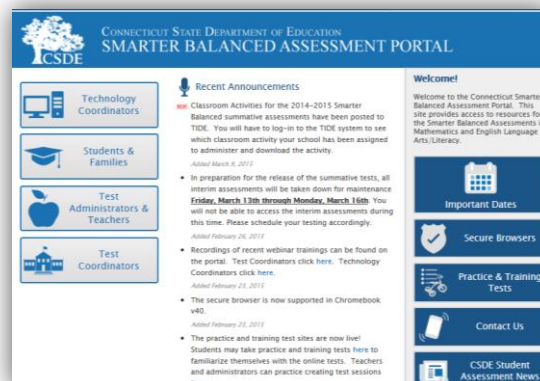 CSDE
CONNECTICUT STATE DEPARTMENT OF EDUCATION
SMARTER BALANCED ASSESSMENT PORTAL
Technology
Coordinators
Students &
Families
Test
Administrators &
Teachers
Test
Coordinators
Recent Announcements
Classroom Activities for the 2014-2015 Smarter
Balanced summative assessments have been posted to
TIDE. You will have to log-in to the TIDE system to see
which classroom activity your school has been assigned
to administer and download the activity.
Added March 9, 2015
• In preparation for the release of the summative tests, all
interim assessments will be taken down for maintenance
Friday, March 13th through Monday, March 16th. You
will not be able to access the interim assessments during
this time. Please schedule your testing accordingly.
Added February 26, 2015
• Recordings of recent webinar trainings can be found on
the portal. Test Coordinators click here. Technology
Coordinators click here.
Added February 23, 2015
• The secure browser is now supported in Chromebook
v40.
Added February 23, 2015
• The practice and training test sites are now live!
Students may take practice and training tests here to
familiarize themselves with the online tests. Teachers
and administrators can practice creating test sessions
Welcome!
Welcome to the Connecticut Smarter
Balanced Assessment Portal. This
site provides access to resources for
the Smarter Balanced Assessments
Mathematics and English Language
Arts/Literacy.
Important Dates
Secure Browsers
Practice & Training
Tests
Contact Us
CSDE Student
Assessment News